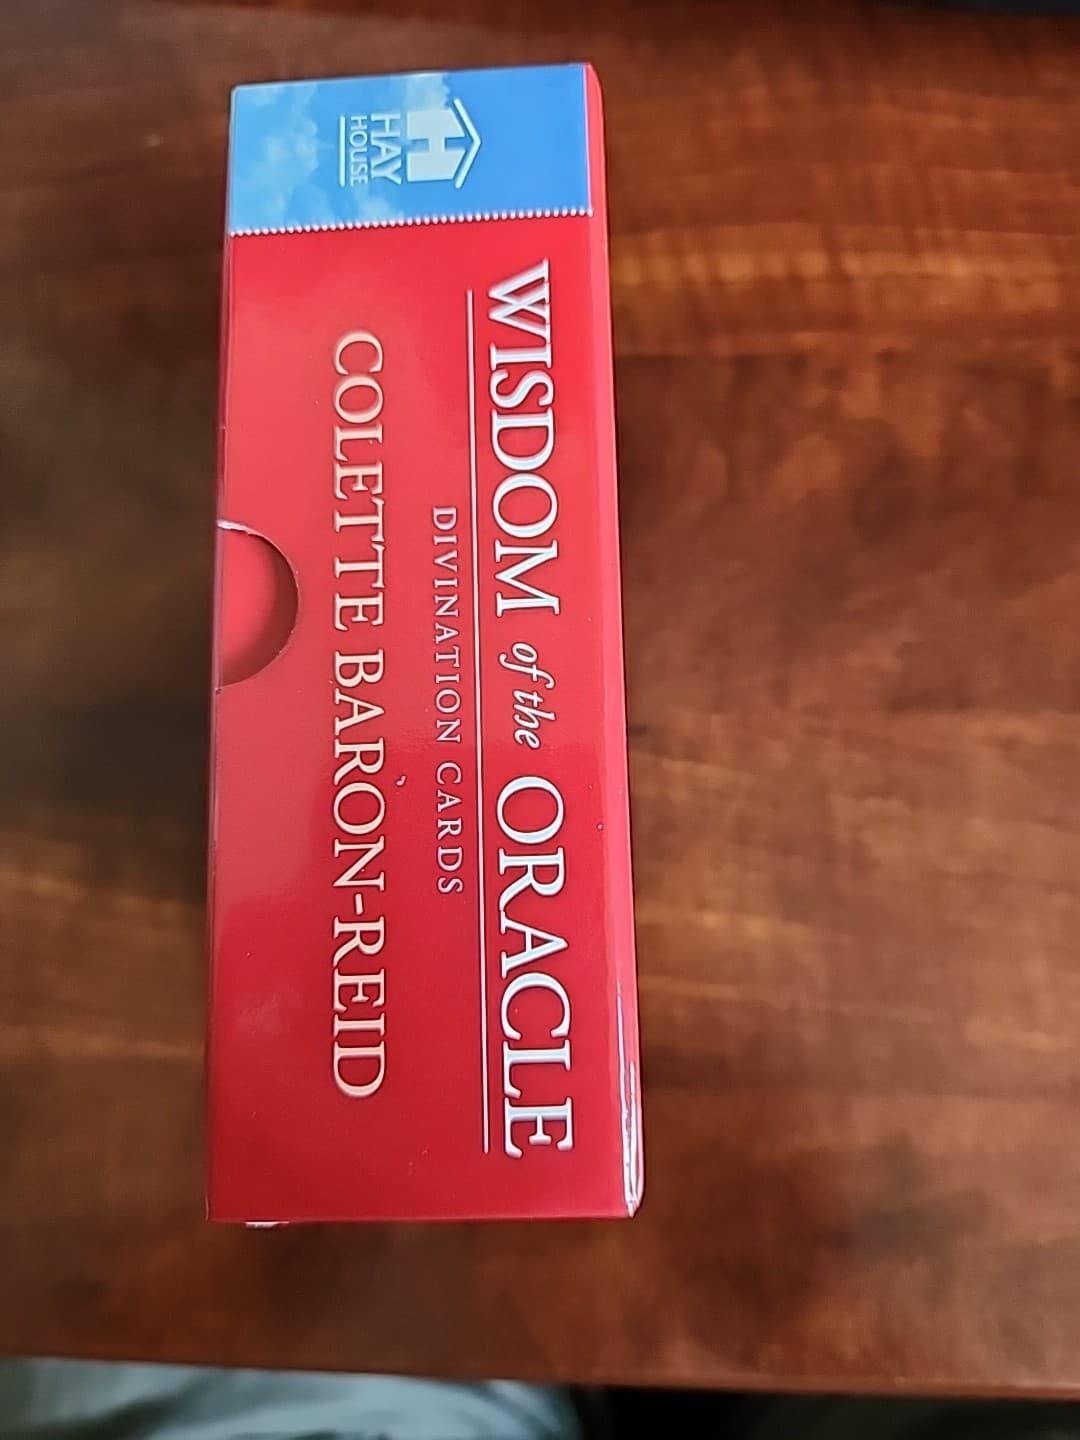 HAY
HOUSE
WISDOM of the ORACLE
DIVINATION CARDS
COLETTE BARON-REID